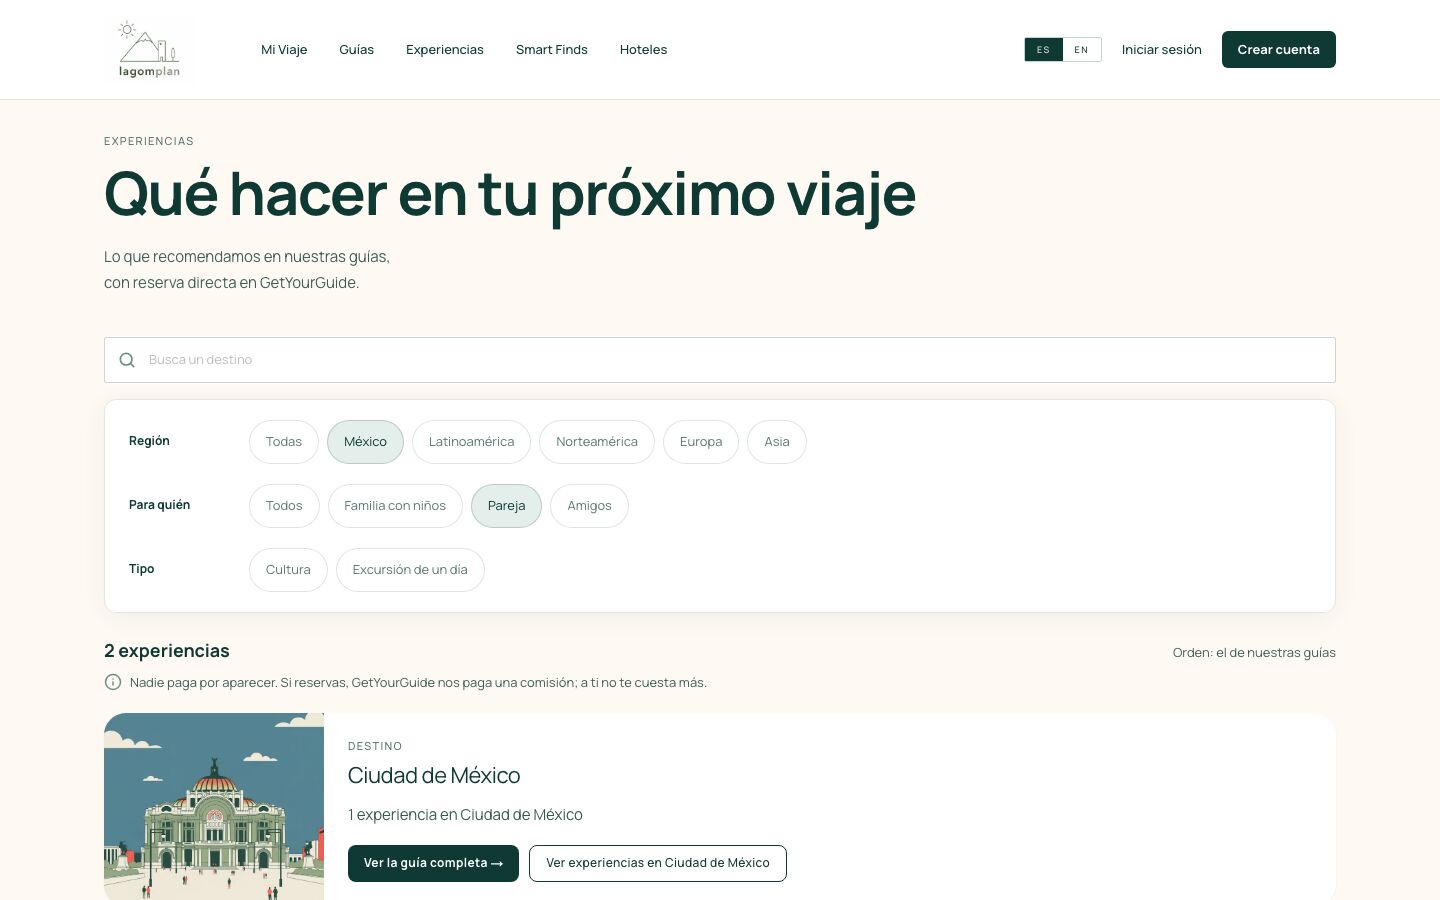 lagomplan
Mi Viaje
Guías
Experiencias
Smart Finds
Hoteles
ES
EN
Iniciar sesión
Crear cuenta
EXPERIENCIAS
Qué hacer en tu próximo viaje
Lo que recomendamos en nuestras guías,
con reserva directa en GetYourGuide.
Busca un destino
Región
Todas
México
Latinoamérica
Norteamérica
Europa
Asia
Para quién
Todos
Familia con niños
Pareja
Amigos
Tipo
Cultura
Excursión de un día
2 experiencias
Orden: el de nuestras guías
Nadie paga por aparecer. Si reservas, GetYourGuide nos paga una comisión; a ti no te cuesta más.
DESTINO
Ciudad de México
1 experiencia en Ciudad de México
Ver la guía completa →
Ver experiencias en Ciudad de México